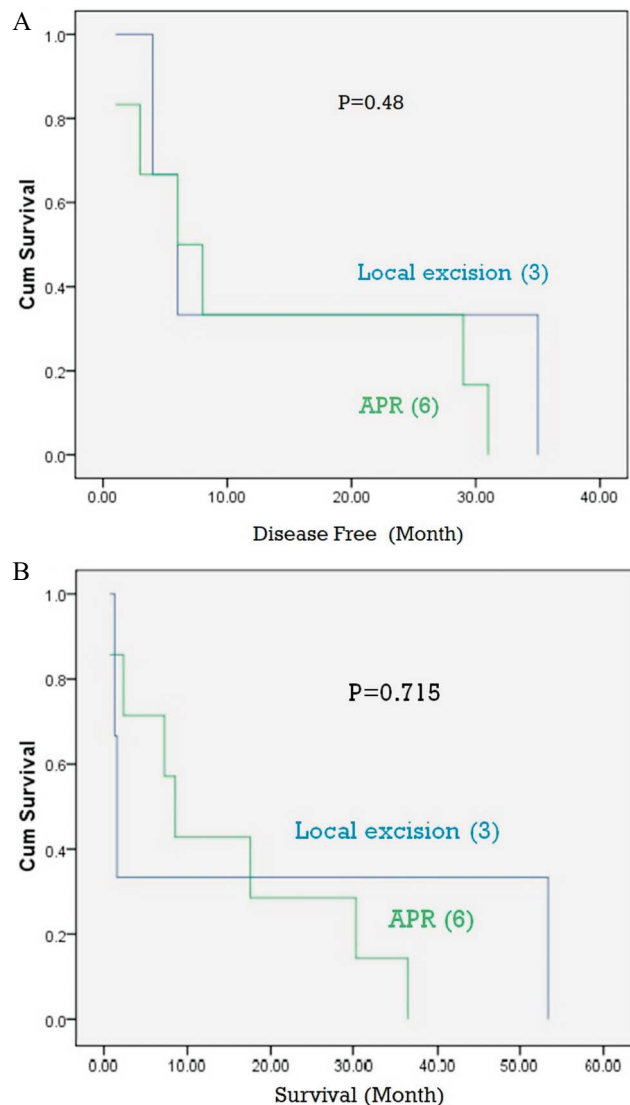 A
1.0
P=0.48
0.8
0.6
Cum Survival
Local excision (3)
0.4
0.2
APR (6)
0.0
0.00 10.00 20.00 30.00 40.00
Disease Free (Month)
B
1.0
P=0.715
0.8
0.6
Cum Survival
Local excision (3)
0.4
APR (6)
0.2
0.0
0.00 10.00 20.00 30.00 40.00 50.00 60.00
Survival (Month)